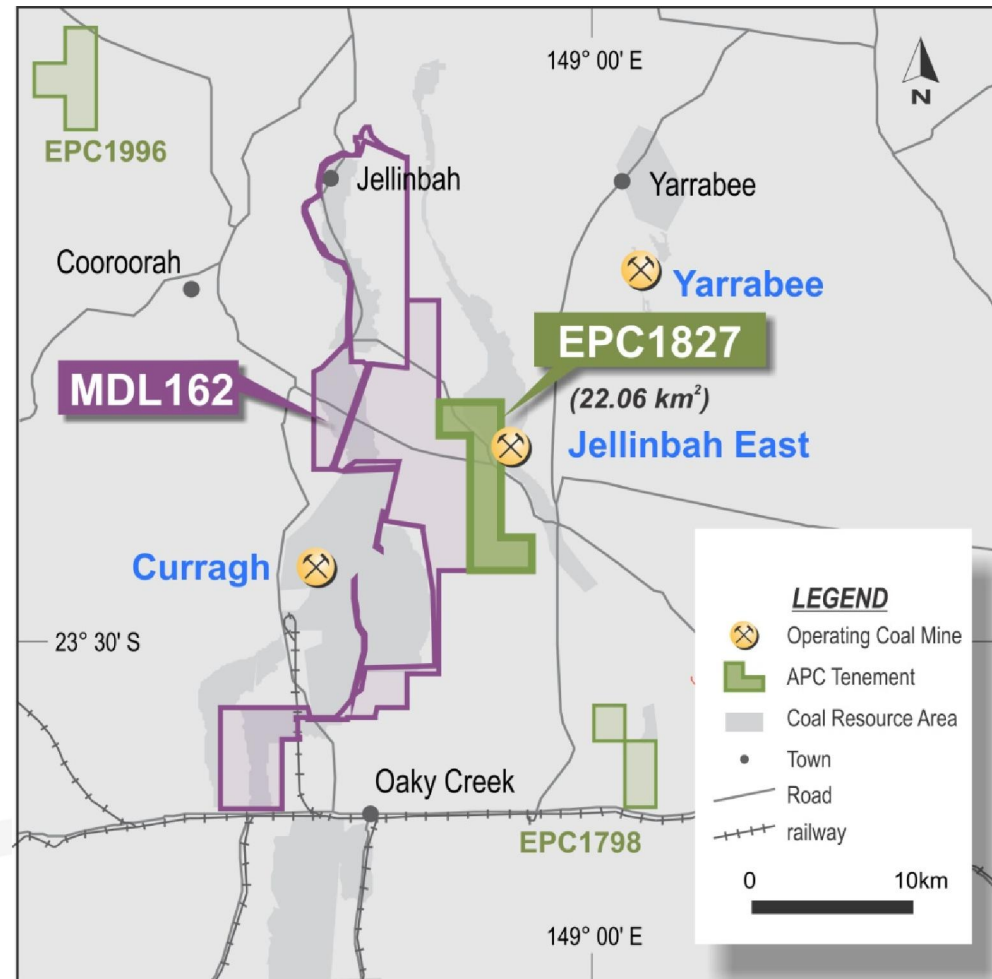 149° 00' E
N
EPC1996
Jellinbah
Yarrabee
Cooroorah
Yarrabee
EPC1827
MDL162
(22.06 km²)
Jellinbah East
Curragh
23° 30' S
LEGEND
Operating Coal Mine
APC Tenement
Coal Resource Area
Town
Road
railway
0 10km
Oaky Creek
EPC1798
149° 00' E